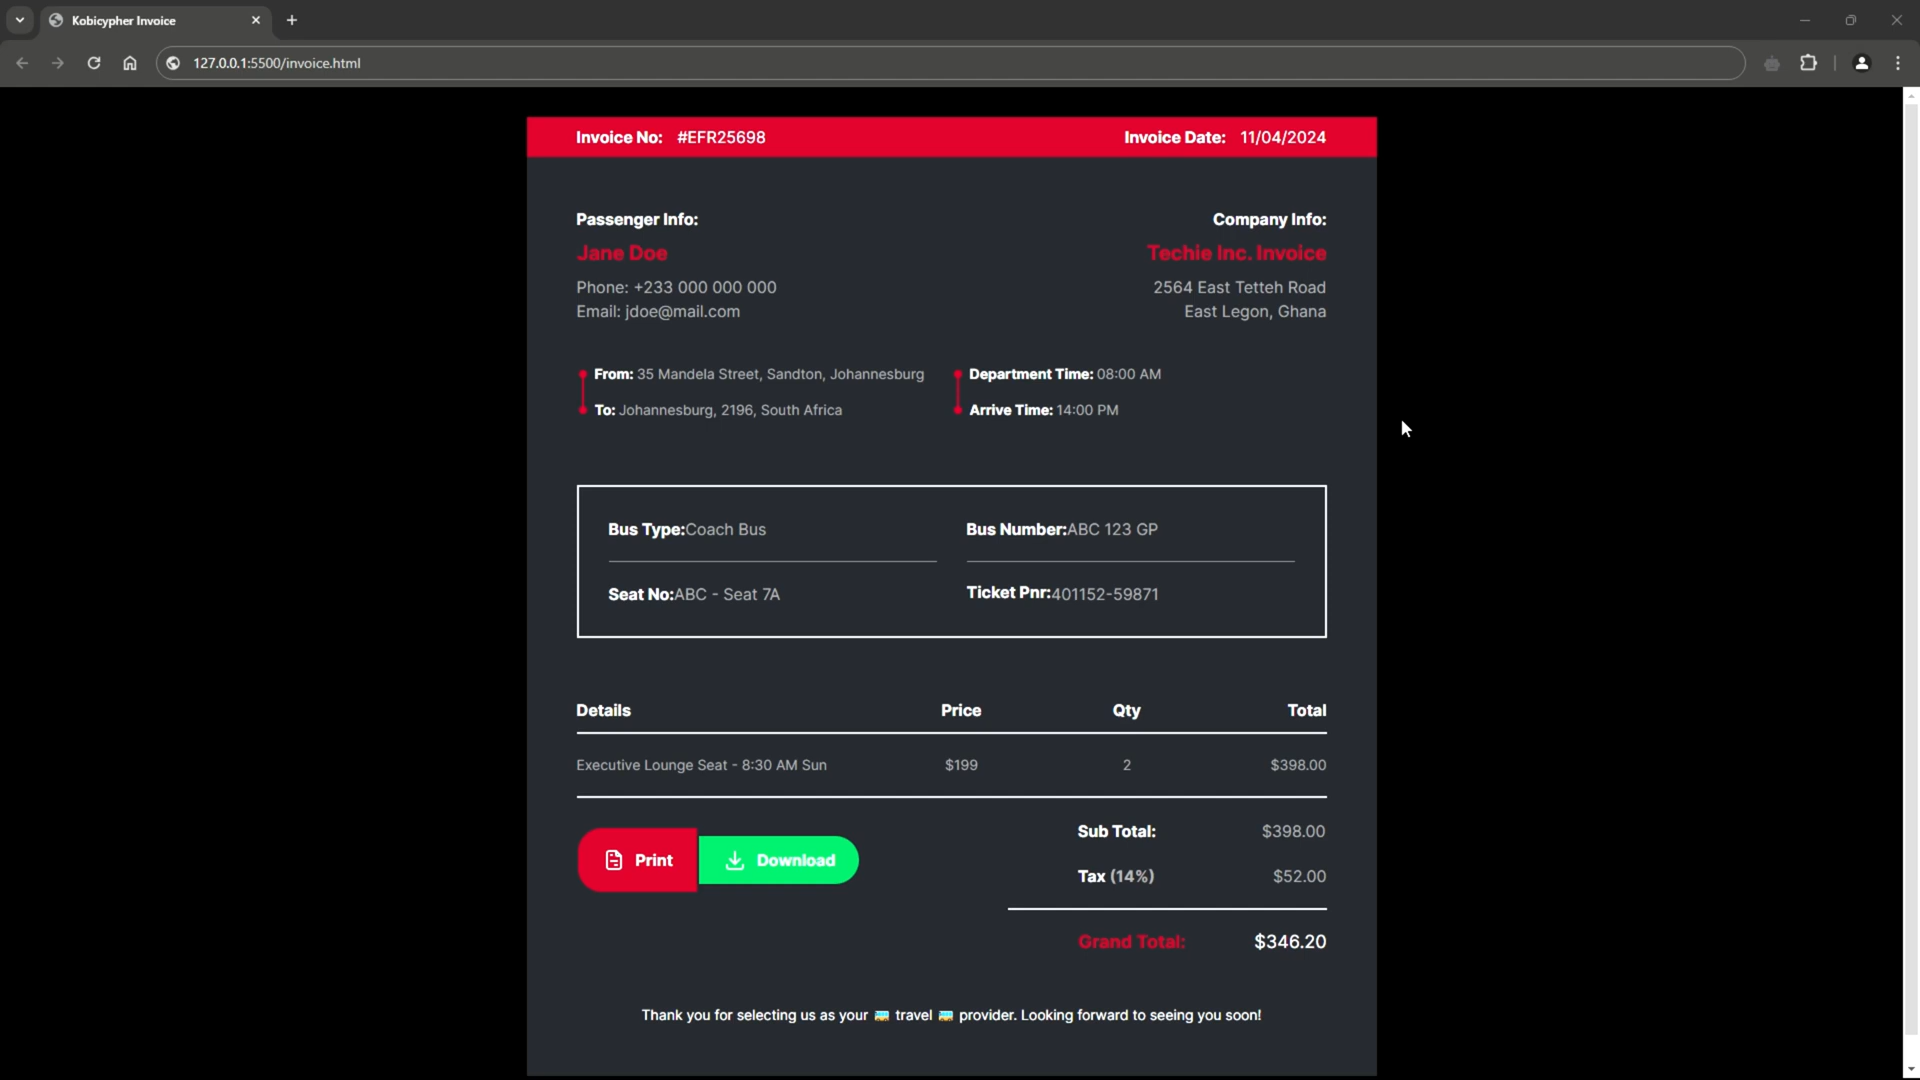 Kobicypher Invoice
127.0.0.1:5500/invoice.html
Invoice No: #EFR25698
Invoice Date: 11/04/2024
Passenger Info:
Company Info:
Jane Doe
Techie Inc. Invoice
Phone: +233 000 000 000
2564 East Tetteh Road
Email: jdoe@mail.com
East Legon, Ghana
From: 35 Mandela Street, Sandton, Johannesburg
Department Time: 08:00 AM
To: Johannesburg, 2196, South Africa
Arrive Time: 14:00 PM
Bus Type:Coach Bus
Bus Number:ABC 123 GP
Seat No:ABC - Seat 7A
Ticket Pnr:401152-59871
Details Price Qty Total
Executive Lounge Seat - 8:30 AM Sun $199 2 $398.00
Sub Total: $398.00
Print
Download
Tax (14%) $52.00
Grand Total: $346.20
Thank you for selecting us as your 🚌 travel 🚌 provider. Looking forward to seeing you soon!